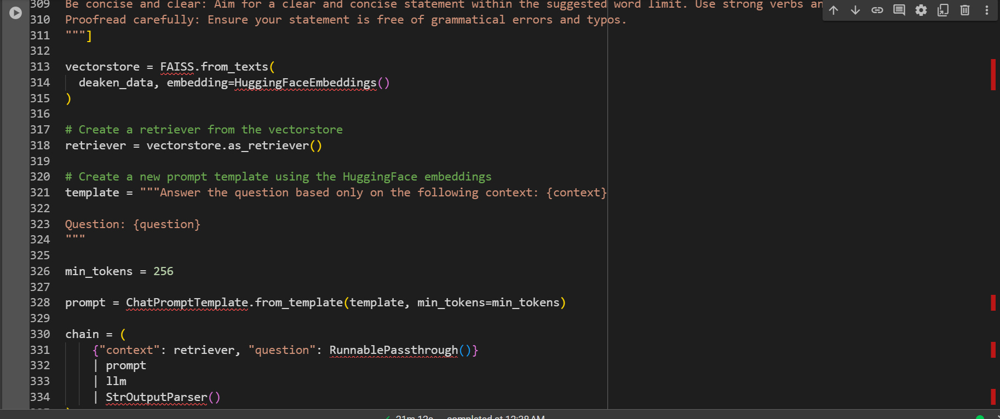 309 Be concise and clear: Aim for a clear and concise statement within the suggested word limit. Use strong verbs an
310 Proofread carefully: Ensure your statement is free of grammatical errors and typos.
311 """]
312
313 vectorstore = FAISS.from_texts(
314   deaken_data, embedding=HuggingFaceEmbeddings()
315 )
316
317 # Create a retriever from the vectorstore
318 retriever = vectorstore.as_retriever()
319
320 # Create a new prompt template using the HuggingFace embeddings
321 template = """Answer the question based only on the following context: {context}
322
323 Question: {question}
324 """
325
326 min_tokens = 256
327
328 prompt = ChatPromptTemplate.from_template(template, min_tokens=min_tokens)
329
330 chain = (
331     {"context": retriever, "question": RunnablePassthrough()}
332     | prompt
333     | llm
334     | StrOutputParser()
21m 12s completed at 12:28 AM